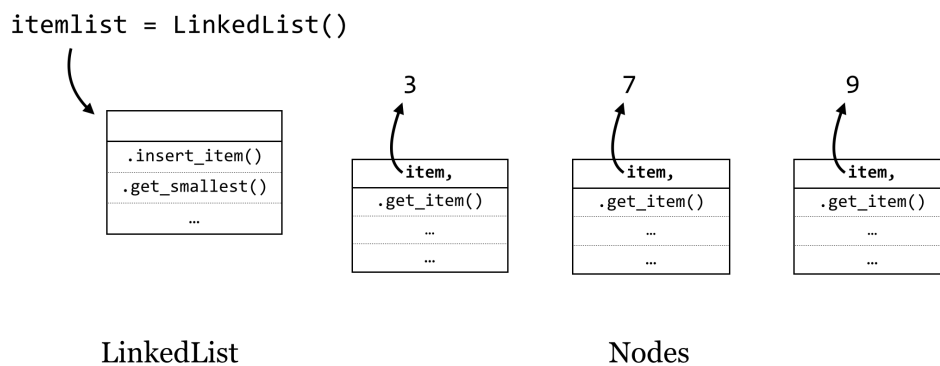 itemlist = LinkedList()
3
7
9
.insert_item()
.get_smallest()
…
item,
.get_item()
…
…
item,
.get_item()
…
…
item,
.get_item()
…
…
LinkedList
Nodes